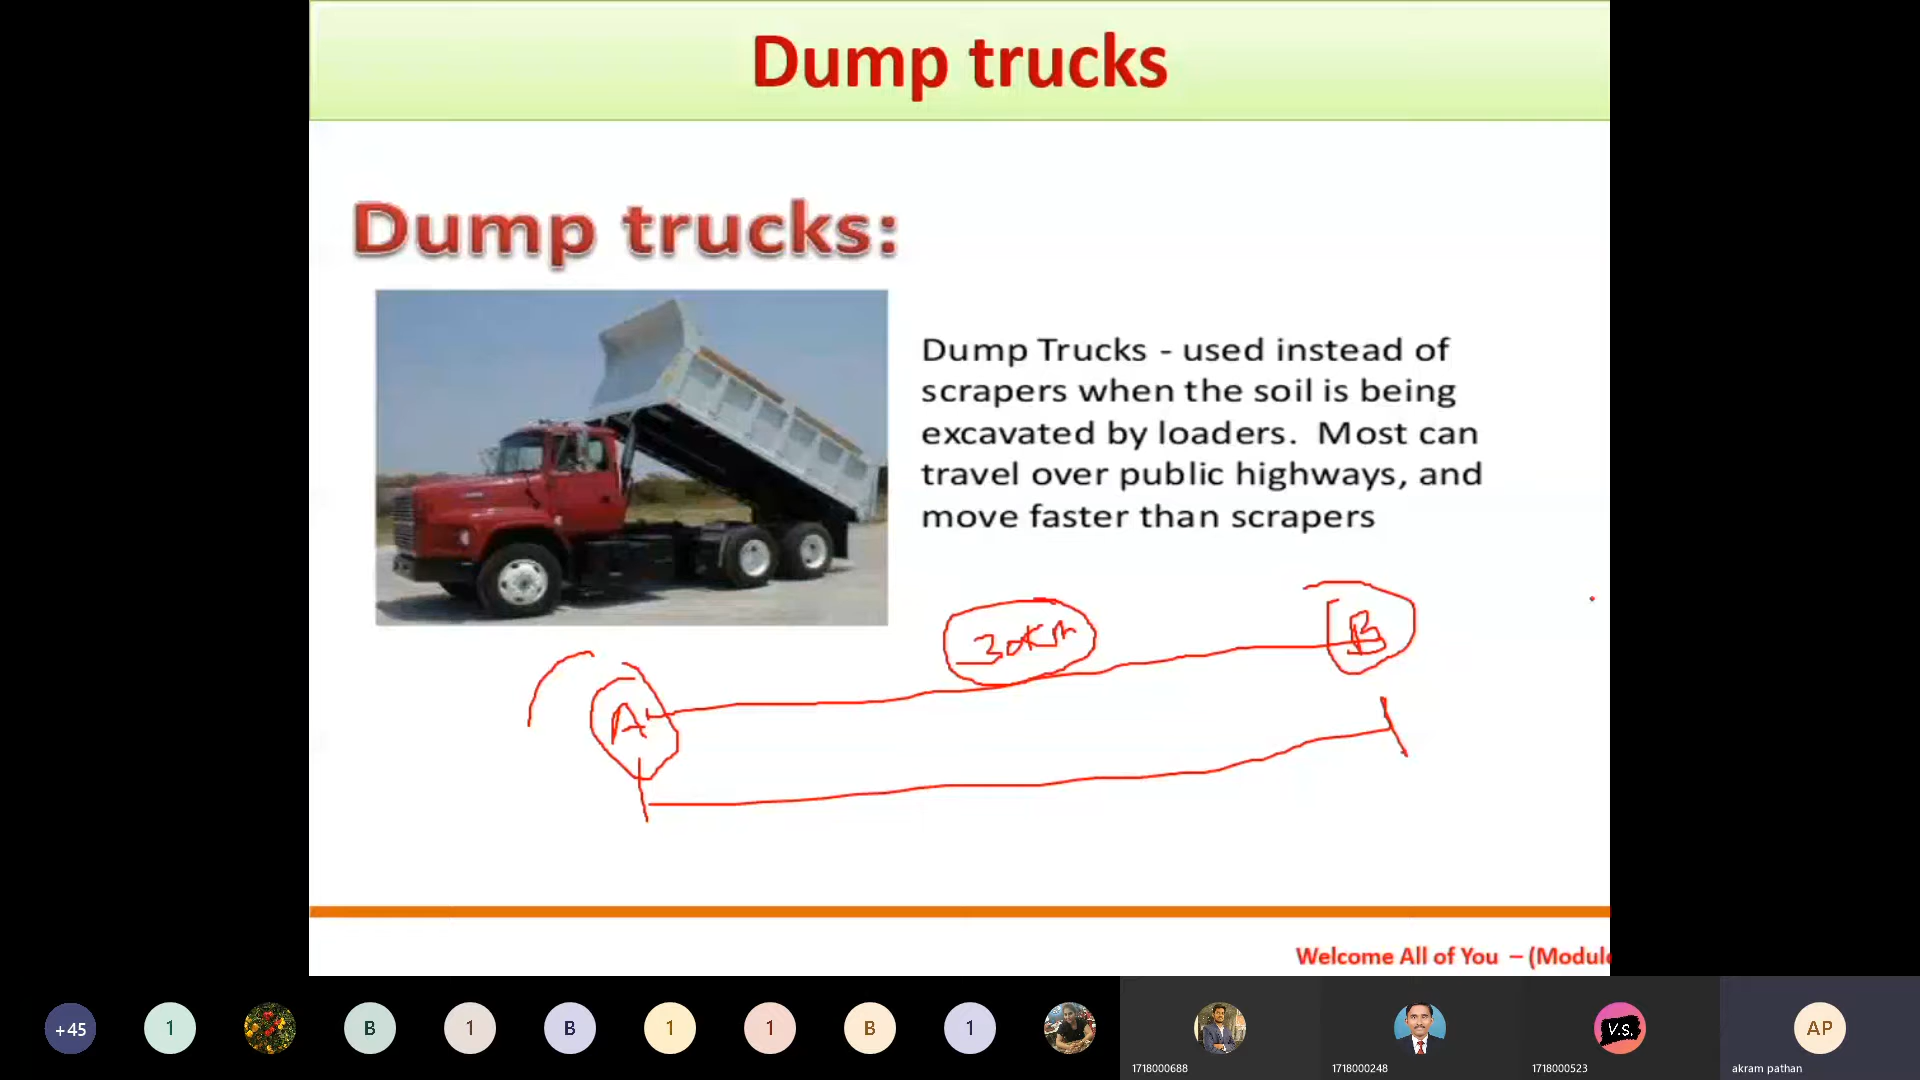 Dump trucks
Dump trucks:
Dump Trucks - used instead of
scrapers when the soil is being
excavated by loaders. Most can
travel over public highways, and
move faster than scrapers
B
A
Welcome All of You – (Module
+45
1
B
1
B
1
1
B
1
V.S.
AP
1718000688
1718000248
1718000523
akram pathan